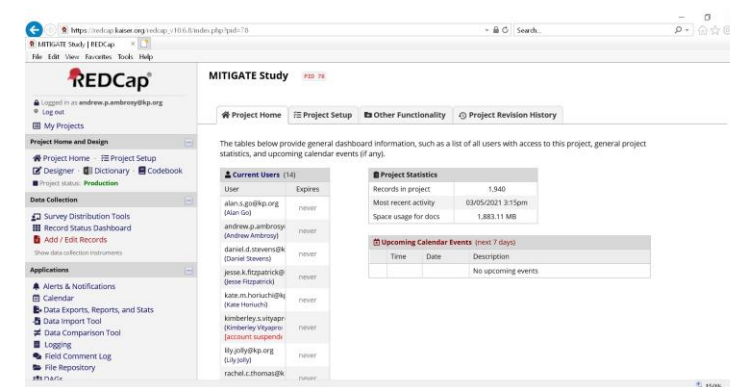 https://redcap.kaiser.org/redcap_v10.6.8/index.php?pid=78
Search...
MITIGATE Study | REDCap
File Edit View Favorites Tools Help
REDCap
Logged in as andrew.p.ambrosy@kp.org
Log out
My Projects
Project Home and Design
Project Home
Project Setup
Designer
Dictionary
Codebook
Project status: Production
Data Collection
Survey Distribution Tools
Record Status Dashboard
Add / Edit Records
Show data collection instruments
Applications
Alerts & Notifications
Calendar
Data Exports, Reports, and Stats
Data Import Tool
Data Comparison Tool
Logging
Field Comment Log
File Repository
DAGs
MITIGATE Study PID 78
Project Home
Project Setup
Other Functionality
Project Revision History
The tables below provide general dashboard information, such as a list of all users with access to this project, general project
statistics, and upcoming calendar events (if any).
Current Users (14)
User Expires
alan.s.go@kp.org
(Alan Go)
never
andrew.p.ambrosy
(Andrew Ambrosy)
never
daniel.d.stevens@k
(Daniel Stevens)
never
jesse.k.fitzpatrick@
(Jesse Fitzpatrick)
never
kate.m.horiuchi@kp
(Kate Horiuchi)
never
kimberley.s.vityapr
(Kimberley Vityapro
[account suspende
never
lily.jolly@kp.org
(Lily Jolly)
never
rachel.c.thomas@k
never
Project Statistics
Records in project 1,940
Most recent activity 03/05/2021 3:15pm
Space usage for docs 1,883.11 MB
Upcoming Calendar Events (next 7 days)
Time Date Description
No upcoming events
150%